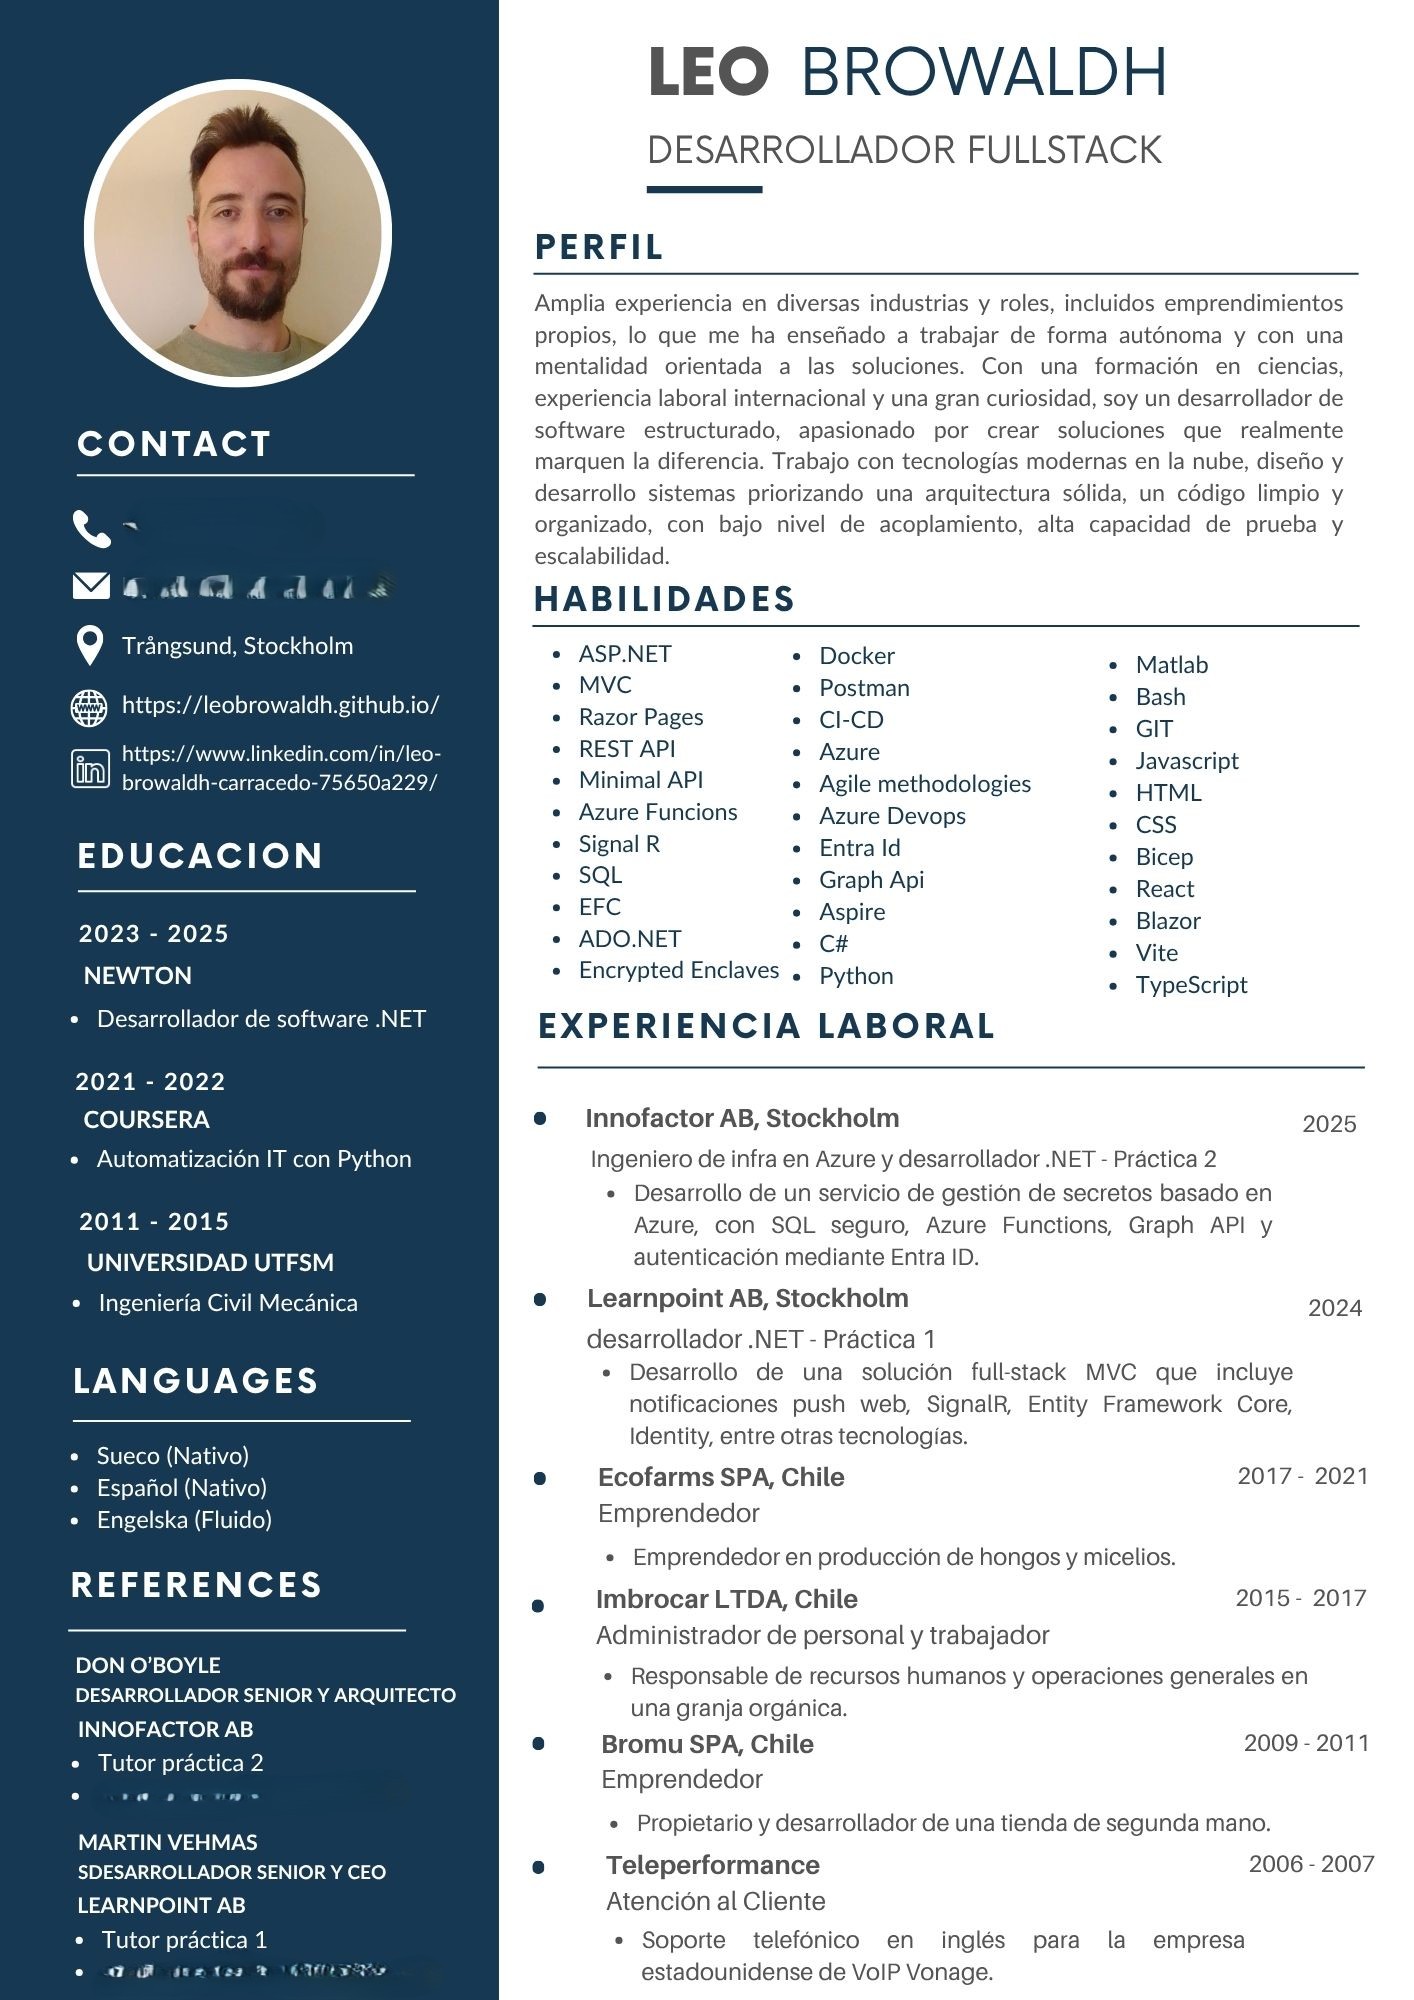 LEO BROWALDH
DESARROLLADOR FULLSTACK
CONTACT
Trångsund, Stockholm
https://leobrowaldh.github.io/
https://www.linkedin.com/in/leo-
browaldh-carracedo-75650a229/
EDUCACION
2023 - 2025
NEWTON
• Desarrollador de software .NET
2021 - 2022
COURSERA
• Automatización IT con Python
2011 - 2015
UNIVERSIDAD UTFSM
• Ingeniería Civil Mecánica
LANGUAGES
• Sueco (Nativo)
• Español (Nativo)
• Engelska (Fluido)
REFERENCES
DON O’BOYLE
DESARROLLADOR SENIOR Y ARQUITECTO
INNOFACTOR AB
• Tutor práctica 2
MARTIN VEHMAS
SDESARROLLADOR SENIOR Y CEO
LEARNPOINT AB
• Tutor práctica 1
PERFIL
Amplia experiencia en diversas industrias y roles, incluidos emprendimientos
propios, lo que me ha enseñado a trabajar de forma autónoma y con una
mentalidad orientada a las soluciones. Con una formación en ciencias,
experiencia laboral internacional y una gran curiosidad, soy un desarrollador de
software estructurado, apasionado por crear soluciones que realmente
marquen la diferencia. Trabajo con tecnologías modernas en la nube, diseño y
desarrollo sistemas priorizando una arquitectura sólida, un código limpio y
organizado, con bajo nivel de acoplamiento, alta capacidad de prueba y
escalabilidad.
HABILIDADES
• ASP.NET
• MVC
• Razor Pages
• REST API
• Minimal API
• Azure Funcions
• Signal R
• SQL
• EFC
• ADO.NET
• Encrypted Enclaves
• Docker
• Postman
• CI-CD
• Azure
• Agile methodologies
• Azure Devops
• Entra Id
• Graph Api
• Aspire
• C#
• Python
• Matlab
• Bash
• GIT
• Javascript
• HTML
• CSS
• Bicep
• React
• Blazor
• Vite
• TypeScript
EXPERIENCIA LABORAL
• Innofactor AB, Stockholm 2025
Ingeniero de infra en Azure y desarrollador .NET - Práctica 2
• Desarrollo de un servicio de gestión de secretos basado en
Azure, con SQL seguro, Azure Functions, Graph API y
autenticación mediante Entra ID.
• Learnpoint AB, Stockholm 2024
desarrollador .NET - Práctica 1
• Desarrollo de una solución full-stack MVC que incluye
notificaciones push web, SignalR, Entity Framework Core,
Identity, entre otras tecnologías.
• Ecofarms SPA, Chile 2017 - 2021
Emprendedor
• Emprendedor en producción de hongos y micelios.
• Imbrocar LTDA, Chile 2015 - 2017
Administrador de personal y trabajador
• Responsable de recursos humanos y operaciones generales en
una granja orgánica.
• Bromu SPA, Chile 2009 - 2011
Emprendedor
• Propietario y desarrollador de una tienda de segunda mano.
• Teleperformance 2006 - 2007
Atención al Cliente
• Soporte telefónico en inglés para la empresa
estadounidense de VoIP Vonage.